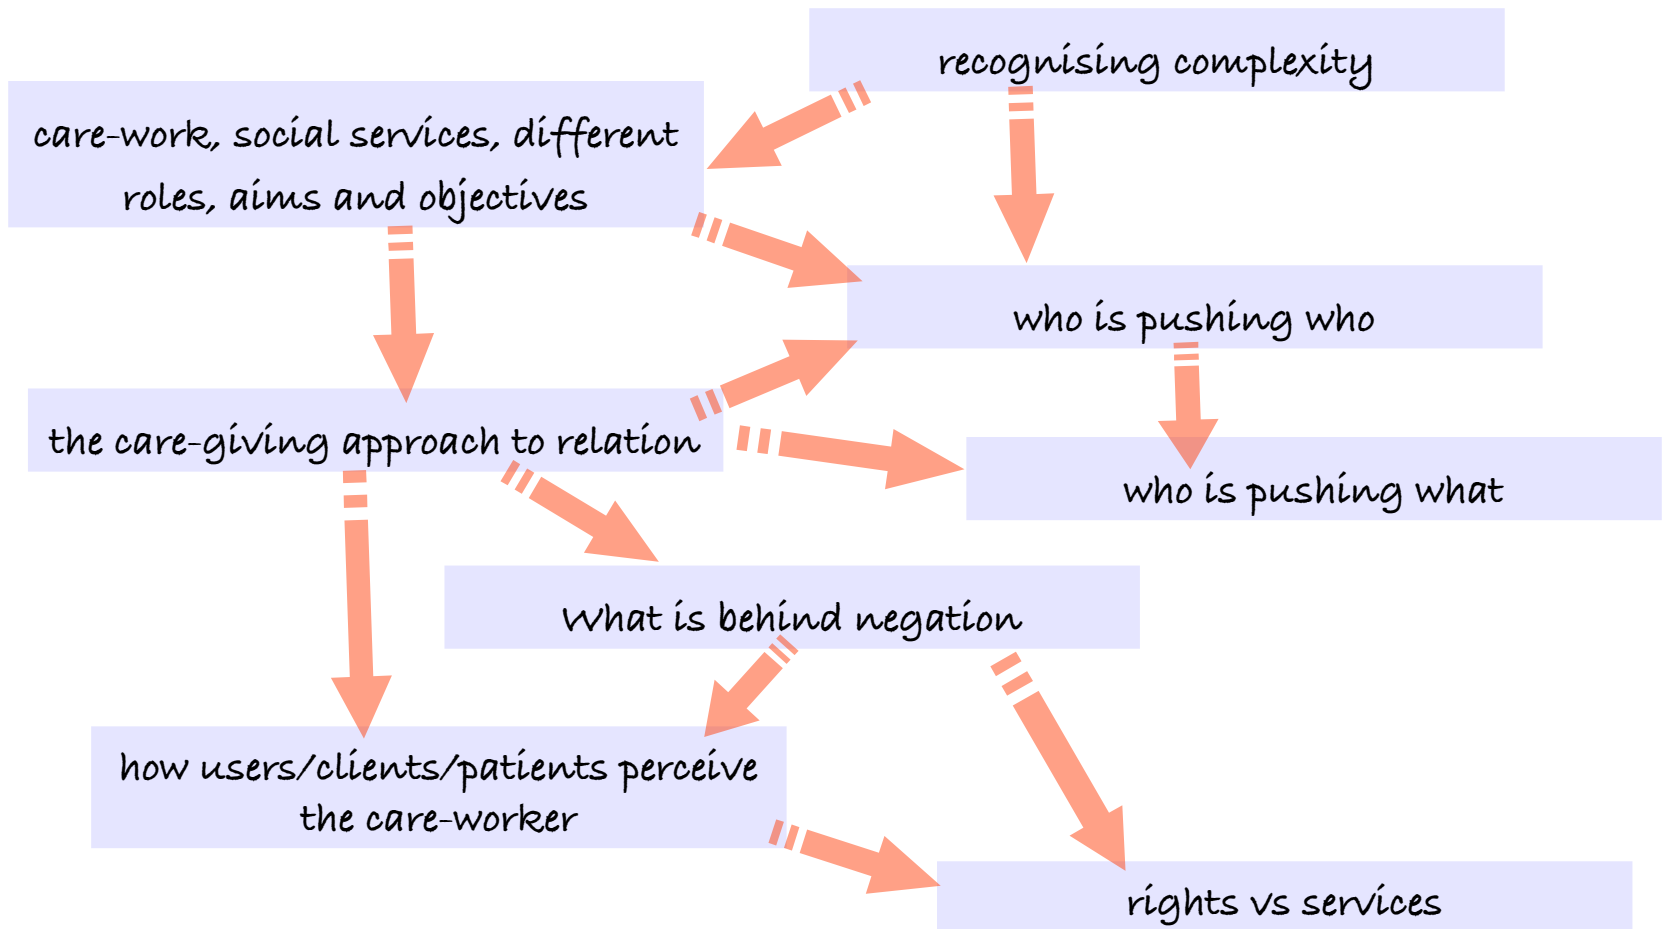 recognising complexity
care-work, social services, different
roles, aims and objectives
who is pushing who
the care-giving approach to relation
who is pushing what
What is behind negation
how users/clients/patients perceive
the care-worker
rights vs services